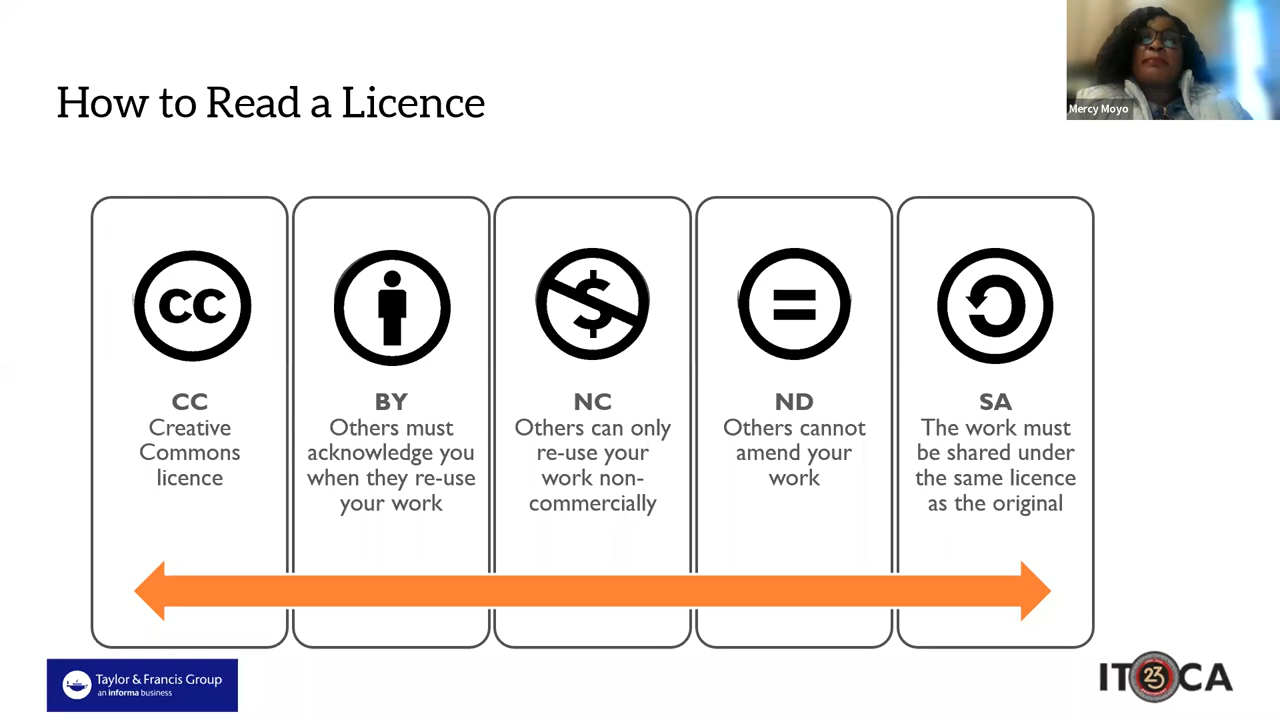 How to Read a Licence
Mercy Moyo
CC
CC
Creative
Commons
licence
BY
Others must
acknowledge you
when they re-use
your work
$
NC
Others can only
re-use your
work non-
commercially
=
ND
Others cannot
amend your
work
SA
The work must
be shared under
the same licence
as the original
Taylor & Francis Group
an informa business
ITOCA
23